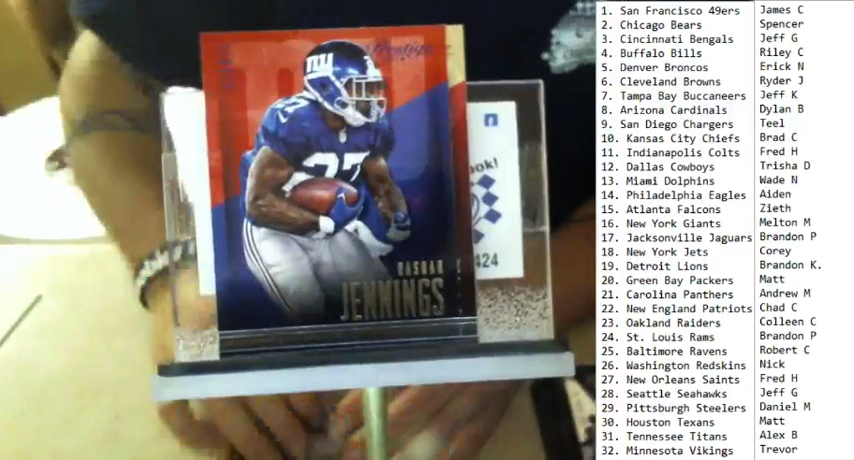 Prestige
ny
27
27
RASHAD
JENNINGS
ook!
424
1. San Francisco 49ers James C
2. Chicago Bears Spencer
3. Cincinnati Bengals Jeff G
4. Buffalo Bills Riley C
5. Denver Broncos Erick N
6. Cleveland Browns Ryder J
7. Tampa Bay Buccaneers Jeff K
8. Arizona Cardinals Dylan B
9. San Diego Chargers Teel
10. Kansas City Chiefs Brad C
11. Indianapolis Colts Fred H
12. Dallas Cowboys Trisha D
13. Miami Dolphins Wade N
14. Philadelphia Eagles Aiden
15. Atlanta Falcons Zieth
16. New York Giants Melton M
17. Jacksonville Jaguars Brandon P
18. New York Jets Corey
19. Detroit Lions Brandon K.
20. Green Bay Packers Matt
21. Carolina Panthers Andrew M
22. New England Patriots Chad C
23. Oakland Raiders Colleen C
24. St. Louis Rams Brandon P
25. Baltimore Ravens Robert C
26. Washington Redskins Nick
27. New Orleans Saints Fred H
28. Seattle Seahawks Jeff G
29. Pittsburgh Steelers Daniel M
30. Houston Texans Matt
31. Tennessee Titans Alex B
32. Minnesota Vikings Trevor